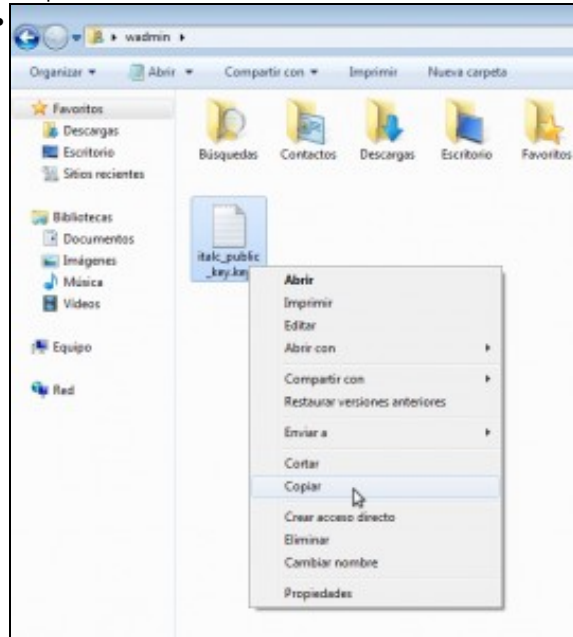 wadmin
Organizar Abrir Compartir con Imprimir Nueva carpeta
Favoritos
Descargas
Escritorio
Sitios recientes
Bibliotecas
Documentos
Imágenes
Música
Vídeos
Equipo
Red
Búsquedas Contactos Descargas Escritorio Favoritos
italc_public
_key.key
Abrir
Imprimir
Editar
Abrir con
Compartir con
Restaurar versiones anteriores
Enviar a
Cortar
Copiar
Crear acceso directo
Eliminar
Cambiar nombre
Propiedades